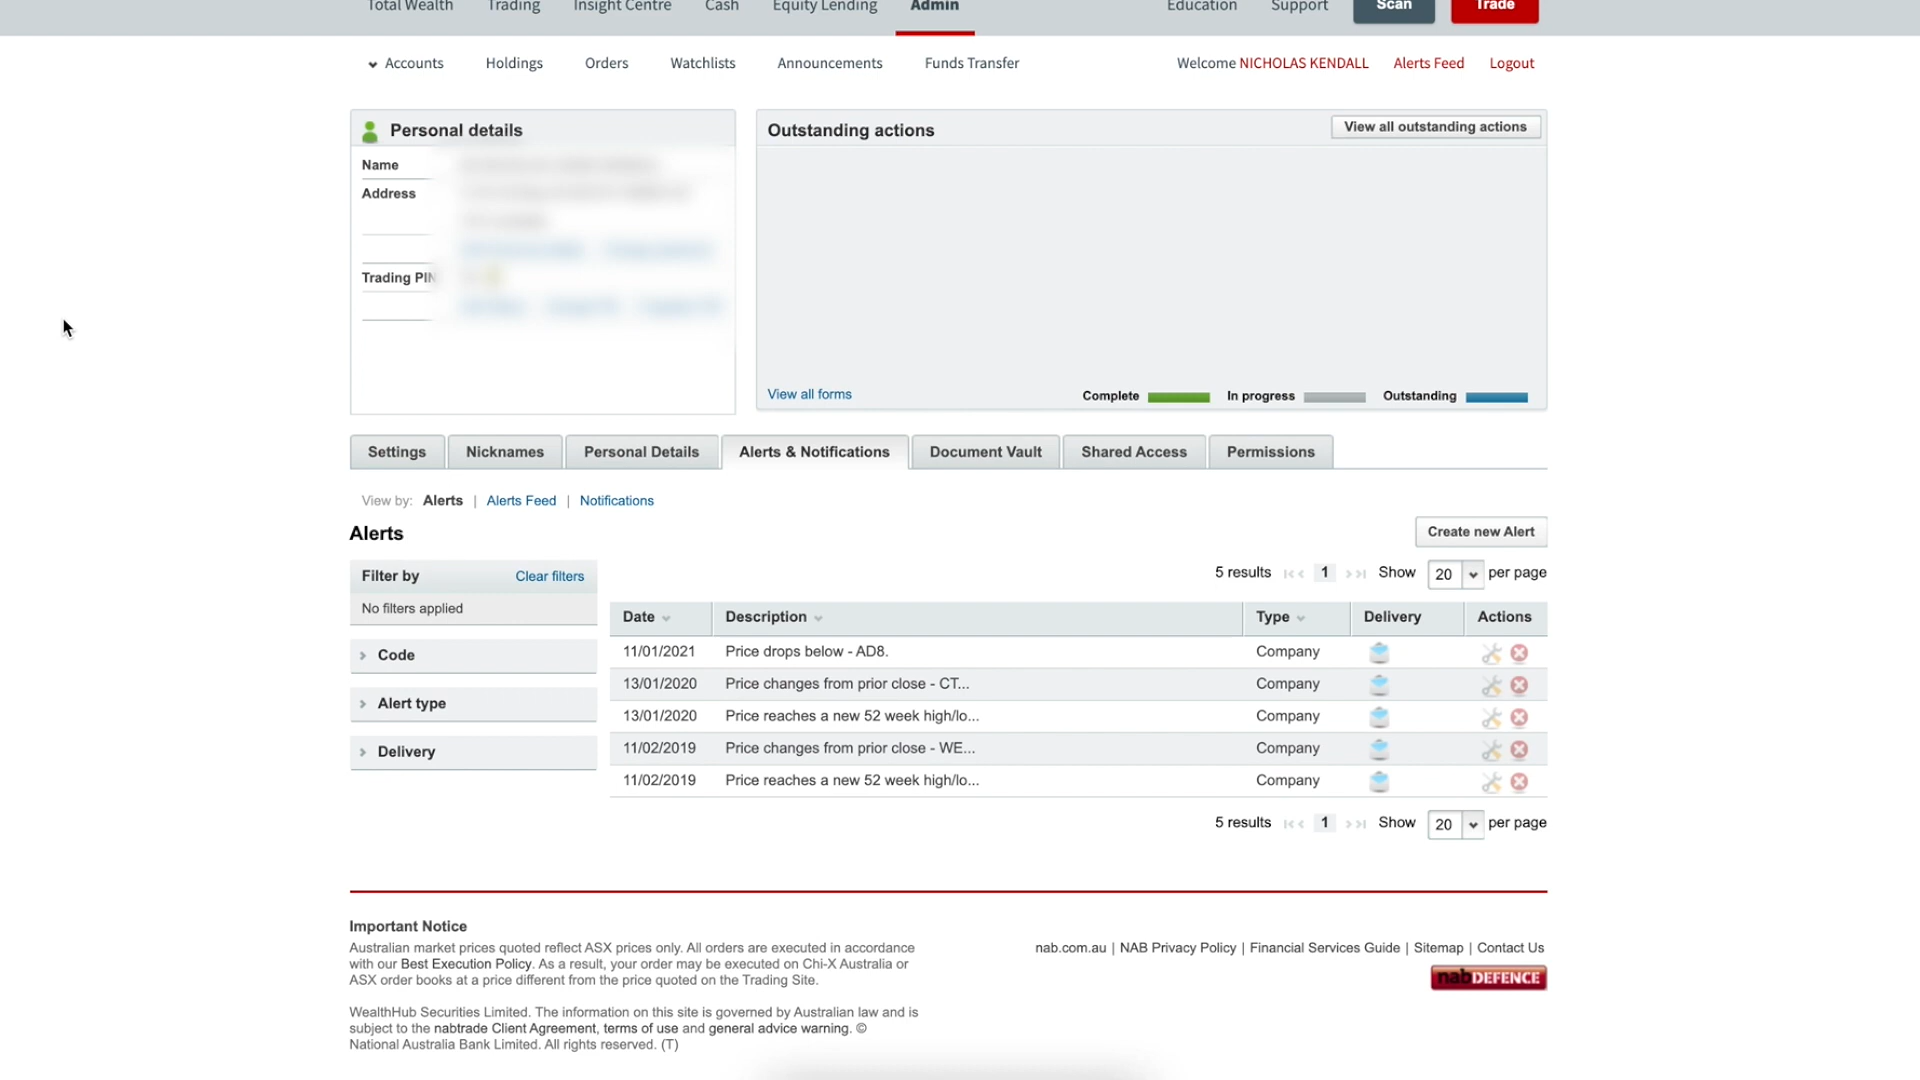 Total Wealth Trading Insight Centre Cash Equity Lending Admin Education Support Scan Trade
Accounts Holdings Orders Watchlists Announcements Funds Transfer Welcome NICHOLAS KENDALL Alerts Feed Logout
Personal details
Name
Address
Trading PIN
Outstanding actions View all outstanding actions
View all forms Complete In progress Outstanding
Settings Nicknames Personal Details Alerts & Notifications Document Vault Shared Access Permissions
View by: Alerts | Alerts Feed | Notifications
Alerts Create new Alert
Filter by Clear filters
No filters applied
Code
Alert type
Delivery
5 results 1 Show 20 per page
Date Description Type Delivery Actions
11/01/2021 Price drops below - AD8. Company
13/01/2020 Price changes from prior close - CT... Company
13/01/2020 Price reaches a new 52 week high/lo... Company
11/02/2019 Price changes from prior close - WE... Company
11/02/2019 Price reaches a new 52 week high/lo... Company
5 results 1 Show 20 per page
Important Notice
Australian market prices quoted reflect ASX prices only. All orders are executed in accordance
with our Best Execution Policy. As a result, your order may be executed on Chi-X Australia or
ASX order books at a price different from the price quoted on the Trading Site.
WealthHub Securities Limited. The information on this site is governed by Australian law and is
subject to the nabtrade Client Agreement, terms of use and general advice warning. ©
National Australia Bank Limited. All rights reserved. (T)
nab.com.au | NAB Privacy Policy | Financial Services Guide | Sitemap | Contact Us
nabDEFENCE